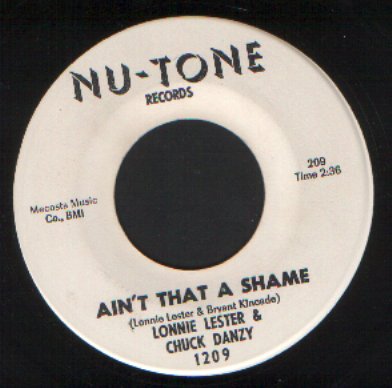 NU-TONE
RECORDS
209
Time 2:36
Mecosta Music
Co., BMI
AIN'T THAT A SHAME
(Lonnie Lester & Bryant Kincade)
LONNIE LESTER &
CHUCK DANZY
1209